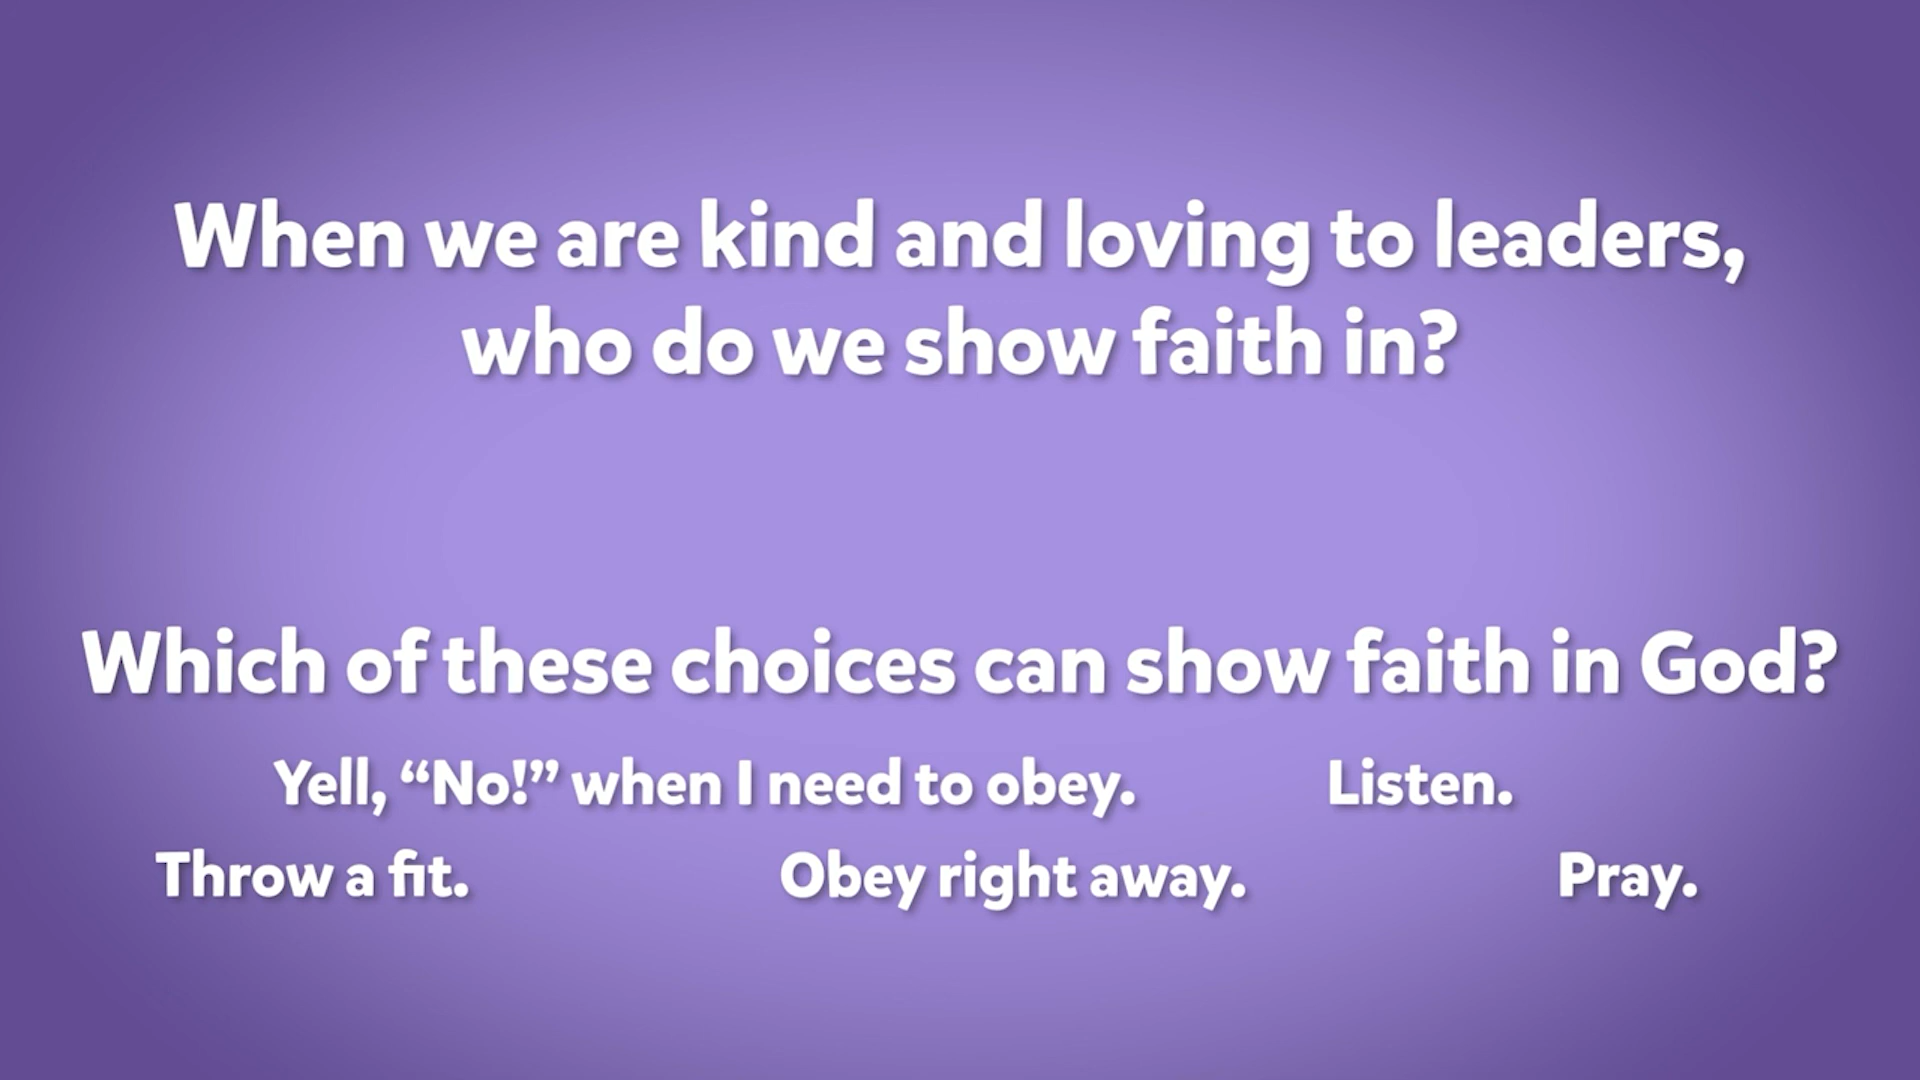 When we are kind and loving to leaders,
who do we show faith in?
Which of these choices can show faith in God?
Yell, “No!” when I need to obey. Listen.
Throw a fit. Obey right away. Pray.